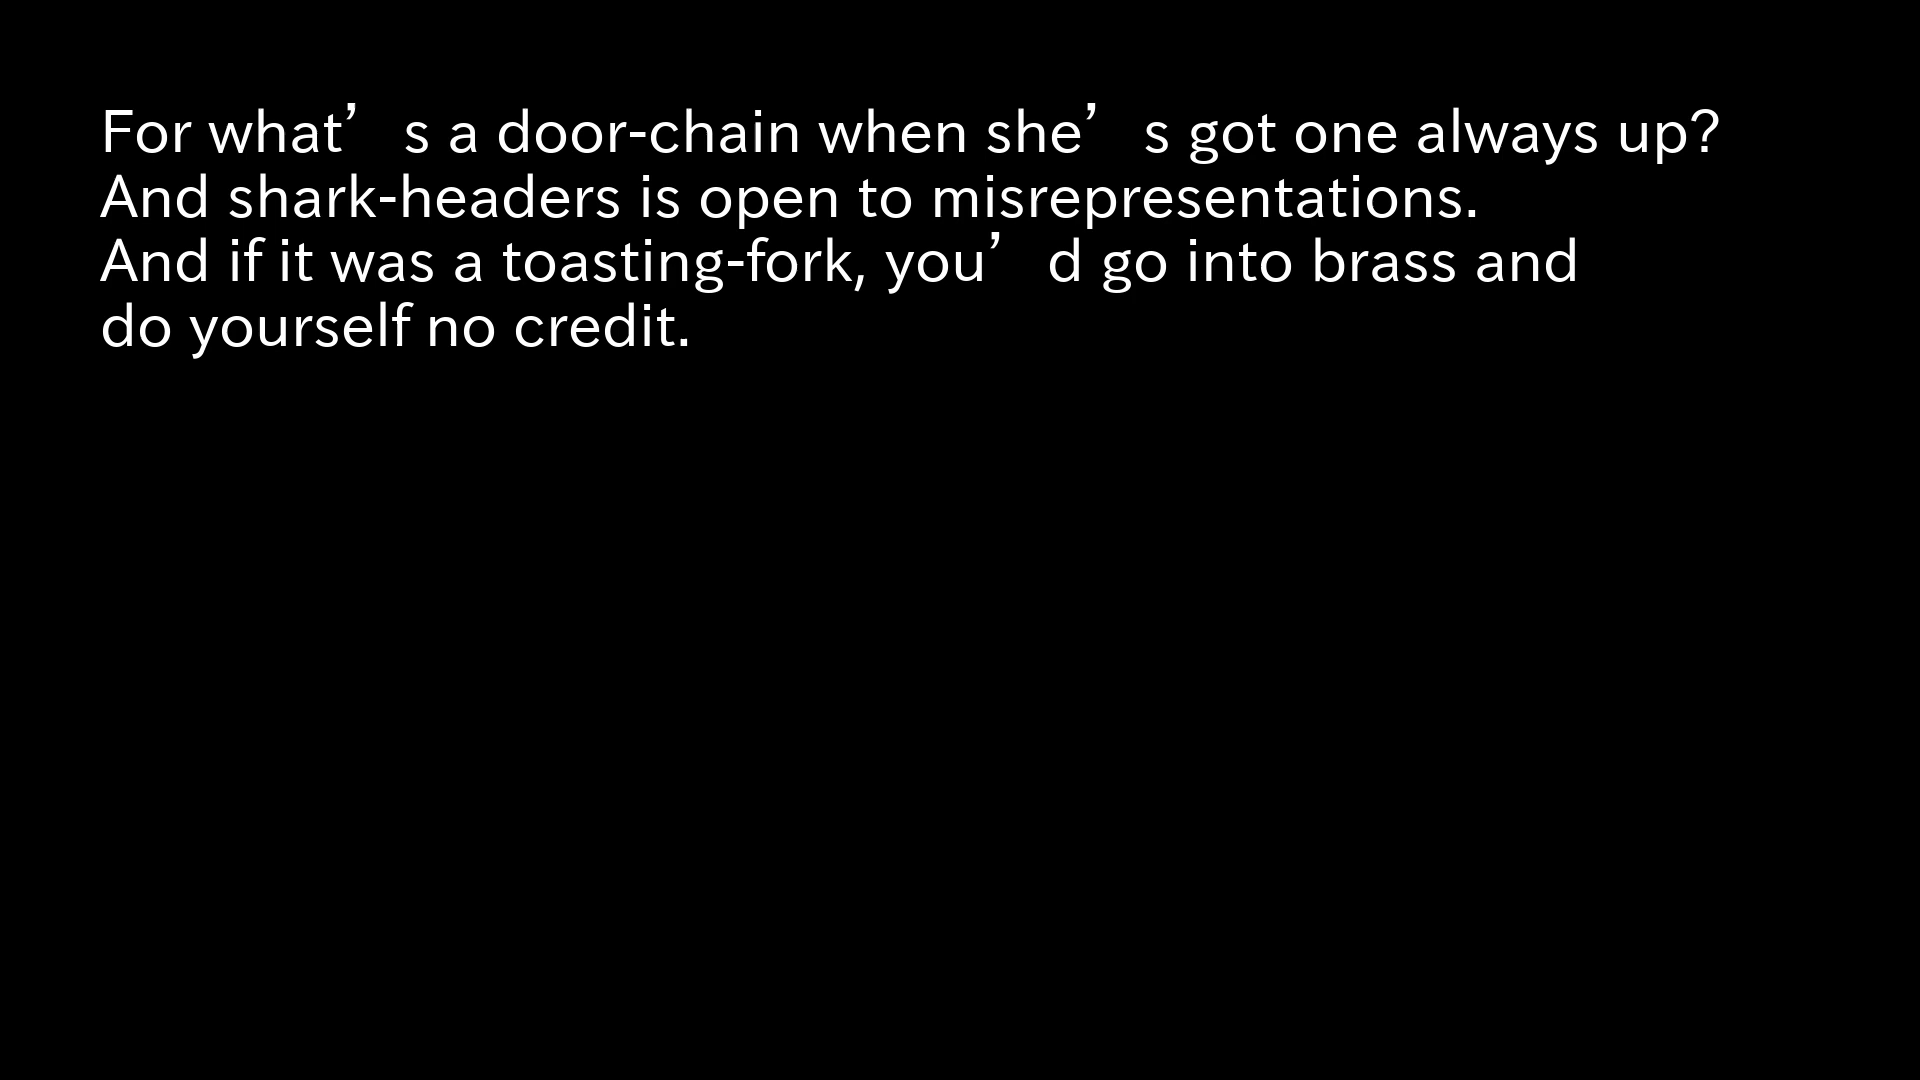 For what’s a door-chain when she’s got one always up?
And shark-headers is open to misrepresentations.
And if it was a toasting-fork, you’d go into brass and
do yourself no credit.